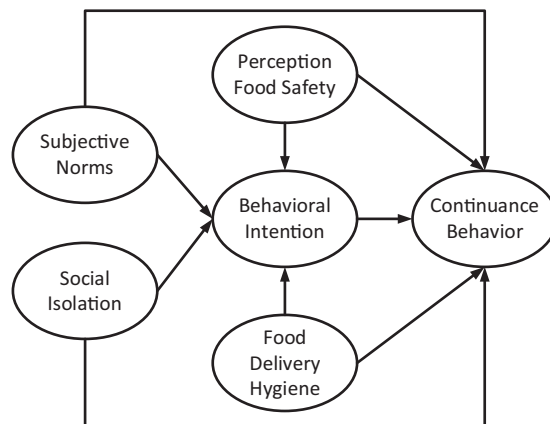 Perception
Food Safety
Subjective
Norms
Behavioral
Intention
Continuance
Behavior
Social
Isolation
Food
Delivery
Hygiene